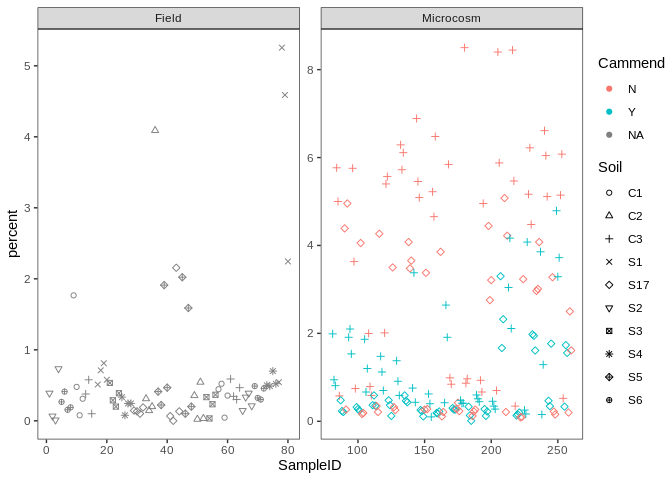 Field
Microcosm
percent
5
4
3
2
1
0
8
6
4
2
0
0
20
40
60
80
100
150
200
250
SampleID
Cammend
N
Y
NA
Soil
C1
C2
C3
S1
S17
S2
S3
S4
S5
S6